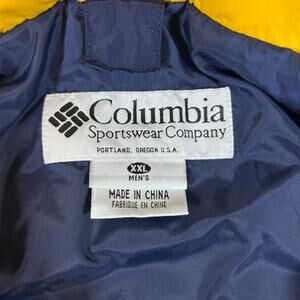 Columbia
Sportswear Company
PORTLAND, OREGON U.S.A.
XXL
MEN'S
MADE IN CHINA
FABRIQUE EN CHINE